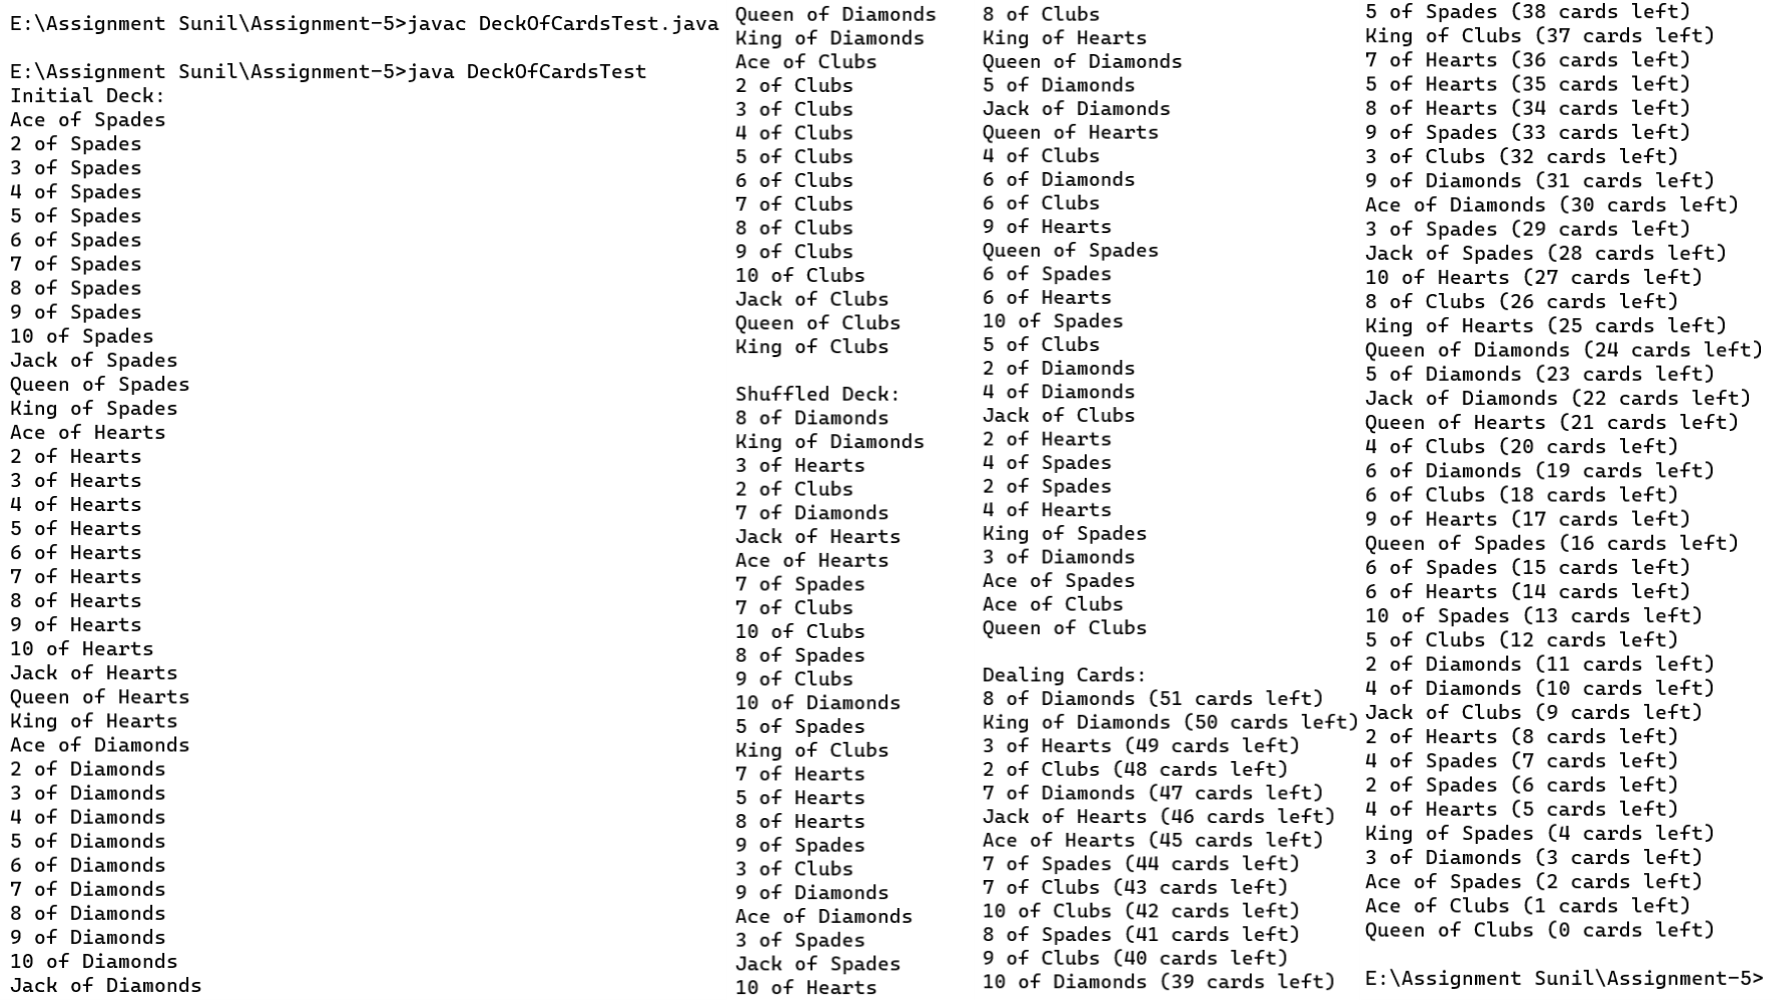 E:\Assignment Sunil\Assignment-5>javac DeckOfCardsTest.java

E:\Assignment Sunil\Assignment-5>java DeckOfCardsTest
Initial Deck:
Ace of Spades
2 of Spades
3 of Spades
4 of Spades
5 of Spades
6 of Spades
7 of Spades
8 of Spades
9 of Spades
10 of Spades
Jack of Spades
Queen of Spades
King of Spades
Ace of Hearts
2 of Hearts
3 of Hearts
4 of Hearts
5 of Hearts
6 of Hearts
7 of Hearts
8 of Hearts
9 of Hearts
10 of Hearts
Jack of Hearts
Queen of Hearts
King of Hearts
Ace of Diamonds
2 of Diamonds
3 of Diamonds
4 of Diamonds
5 of Diamonds
6 of Diamonds
7 of Diamonds
8 of Diamonds
9 of Diamonds
10 of Diamonds
Jack of Diamonds
Queen of Diamonds
King of Diamonds
Ace of Clubs
2 of Clubs
3 of Clubs
4 of Clubs
5 of Clubs
6 of Clubs
7 of Clubs
8 of Clubs
9 of Clubs
10 of Clubs
Jack of Clubs
Queen of Clubs
King of Clubs

Shuffled Deck:
8 of Diamonds
King of Diamonds
3 of Hearts
2 of Clubs
7 of Diamonds
Jack of Hearts
Ace of Hearts
7 of Spades
7 of Clubs
10 of Clubs
8 of Spades
9 of Clubs
10 of Diamonds
5 of Spades
King of Clubs
7 of Hearts
5 of Hearts
8 of Hearts
9 of Spades
3 of Clubs
9 of Diamonds
Ace of Diamonds
3 of Spades
Jack of Spades
10 of Hearts
8 of Clubs
King of Hearts
Queen of Diamonds
5 of Diamonds
Jack of Diamonds
Queen of Hearts
4 of Clubs
6 of Diamonds
6 of Clubs
9 of Hearts
Queen of Spades
6 of Spades
6 of Hearts
10 of Spades
5 of Clubs
2 of Diamonds
4 of Diamonds
Jack of Clubs
2 of Hearts
4 of Spades
2 of Spades
4 of Hearts
King of Spades
3 of Diamonds
Ace of Spades
Ace of Clubs
Queen of Clubs

Dealing Cards:
8 of Diamonds (51 cards left)
King of Diamonds (50 cards left)
3 of Hearts (49 cards left)
2 of Clubs (48 cards left)
7 of Diamonds (47 cards left)
Jack of Hearts (46 cards left)
Ace of Hearts (45 cards left)
7 of Spades (44 cards left)
7 of Clubs (43 cards left)
10 of Clubs (42 cards left)
8 of Spades (41 cards left)
9 of Clubs (40 cards left)
10 of Diamonds (39 cards left)
5 of Spades (38 cards left)
King of Clubs (37 cards left)
7 of Hearts (36 cards left)
5 of Hearts (35 cards left)
8 of Hearts (34 cards left)
9 of Spades (33 cards left)
3 of Clubs (32 cards left)
9 of Diamonds (31 cards left)
Ace of Diamonds (30 cards left)
3 of Spades (29 cards left)
Jack of Spades (28 cards left)
10 of Hearts (27 cards left)
8 of Clubs (26 cards left)
King of Hearts (25 cards left)
Queen of Diamonds (24 cards left)
5 of Diamonds (23 cards left)
Jack of Diamonds (22 cards left)
Queen of Hearts (21 cards left)
4 of Clubs (20 cards left)
6 of Diamonds (19 cards left)
6 of Clubs (18 cards left)
9 of Hearts (17 cards left)
Queen of Spades (16 cards left)
6 of Spades (15 cards left)
6 of Hearts (14 cards left)
10 of Spades (13 cards left)
5 of Clubs (12 cards left)
2 of Diamonds (11 cards left)
4 of Diamonds (10 cards left)
Jack of Clubs (9 cards left)
2 of Hearts (8 cards left)
4 of Spades (7 cards left)
2 of Spades (6 cards left)
4 of Hearts (5 cards left)
King of Spades (4 cards left)
3 of Diamonds (3 cards left)
Ace of Spades (2 cards left)
Ace of Clubs (1 cards left)
Queen of Clubs (0 cards left)

E:\Assignment Sunil\Assignment-5>